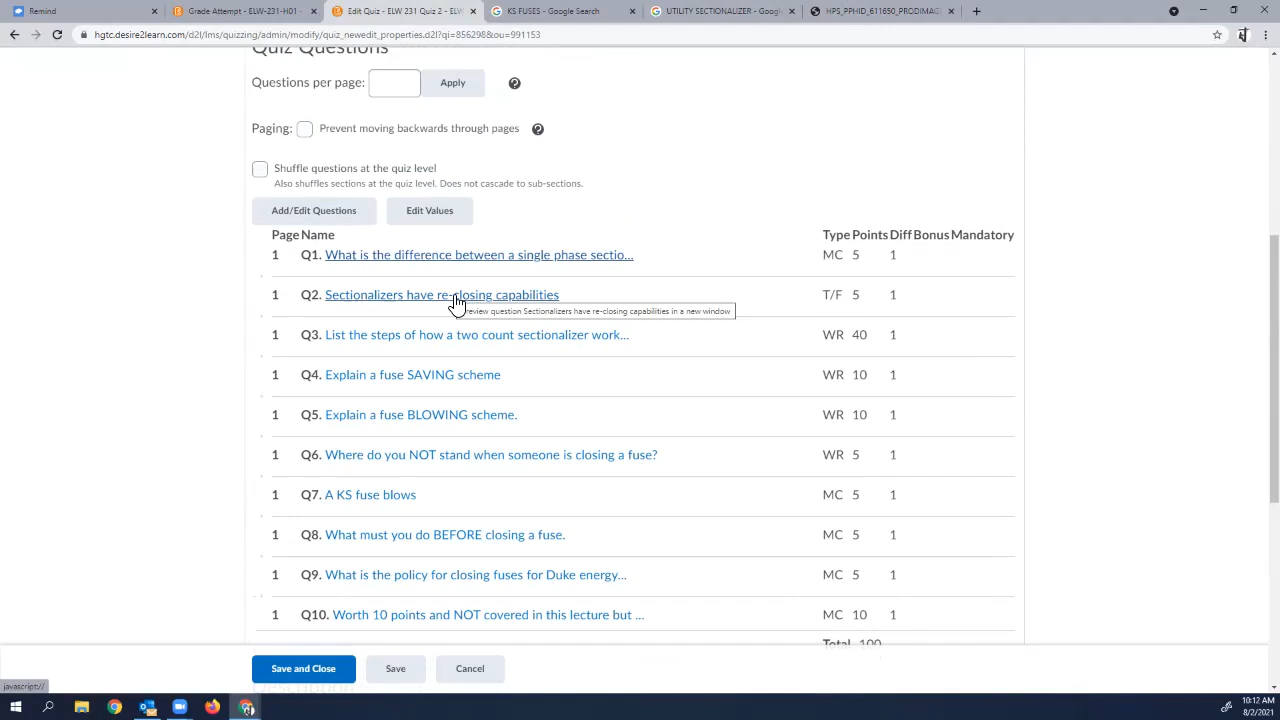 Remind
Grade Attempt - ELW-231-H01 -
Edit Quiz - ELW 231 Quiz 2 - ELW
KS FUSES - Google Search
UTILITY SECTIONALIZER - Google
HPS_PPHID_611650_PRODIMAG
hgtc.desire2learn.com/d2l/lms/quizzing/admin/modify/quiz_newedit_properties.d2l?qi=856298&ou=991153
Quiz Questions
Questions per page:
Apply
Paging: Prevent moving backwards through pages
Shuffle questions at the quiz level
Also shuffles sections at the quiz level. Does not cascade to sub-sections.
Add/Edit Questions Edit Values
Page Name Type Points Diff Bonus Mandatory
1 Q1. What is the difference between a single phase sectio... MC 5 1
1 Q2. Sectionalizers have re-closing capabilities T/F 5 1
review question Sectionalizers have re-closing capabilities in a new window
1 Q3. List the steps of how a two count sectionalizer work... WR 40 1
1 Q4. Explain a fuse SAVING scheme WR 10 1
1 Q5. Explain a fuse BLOWING scheme. WR 10 1
1 Q6. Where do you NOT stand when someone is closing a fuse? WR 5 1
1 Q7. A KS fuse blows MC 5 1
1 Q8. What must you do BEFORE closing a fuse. MC 5 1
1 Q9. What is the policy for closing fuses for Duke energy... MC 5 1
1 Q10. Worth 10 points and NOT covered in this lecture but ... MC 10 1
Total 100
Save and Close Save Cancel
Description
javascript://
10:12 AM
8/2/2021